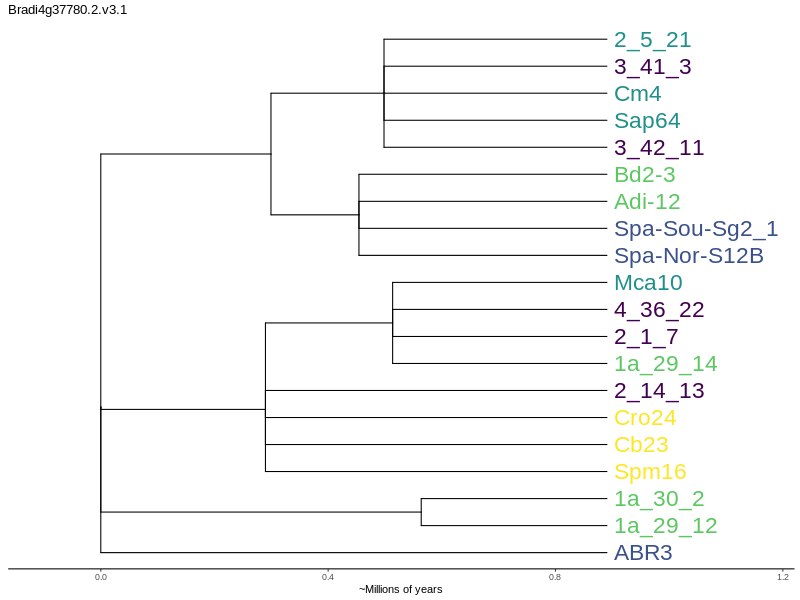 Bradi4g37780.2.v3.1
2_5_21
3_41_3
Cm4
Sap64
3_42_11
Bd2-3
Adi-12
Spa-Sou-Sg2_1
Spa-Nor-S12B
Mca10
4_36_22
2_1_7
1a_29_14
2_14_13
Cro24
Cb23
Spm16
1a_30_2
1a_29_12
ABR3
0.0 0.4 0.8 1.2
~Millions of years